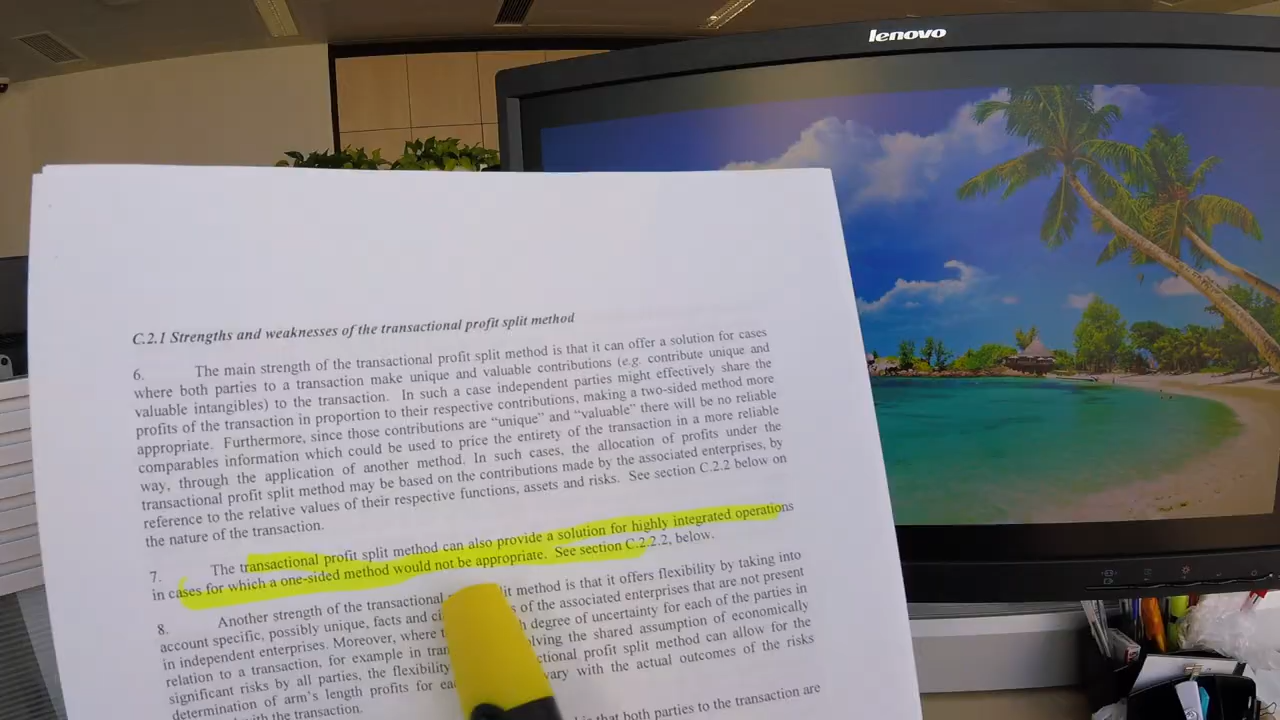 lenovo
C.2.1 Strengths and weaknesses of the transactional profit split method
6. The main strength of the transactional profit split method is that it can offer a solution for cases
where both parties to a transaction make unique and valuable contributions (e.g. contribute unique and
valuable intangibles) to the transaction. In such a case independent parties might effectively share the
profits of the transaction in proportion to their respective contributions, making a two-sided method more
appropriate. Furthermore, since those contributions are “unique” and “valuable” there will be no reliable
comparables information which could be used to price the entirety of the transaction in a more reliable
way, through the application of another method. In such cases, the allocation of profits under the
transactional profit split method may be based on the contributions made by the associated enterprises, by
reference to the relative values of their respective functions, assets and risks. See section C.2.2 below on
the nature of the transaction.
7. The transactional profit split method can also provide a solution for highly integrated operations
in cases for which a one-sided method would not be appropriate. See section C.2.2.2, below.
8. Another strength of the transactional method is that it offers flexibility by taking into
account specific, possibly unique, facts and of the associated enterprises that are not present
in independent enterprises. Moreover, where degree of uncertainty for each of the parties in
relation to a transaction, for example in the shared assumption of economically
significant risks by all parties, the flexibility profit split method can allow for the
determination of arm's length profits for vary with the actual outcomes of the risks
with the transaction.
is that both parties to the transaction are